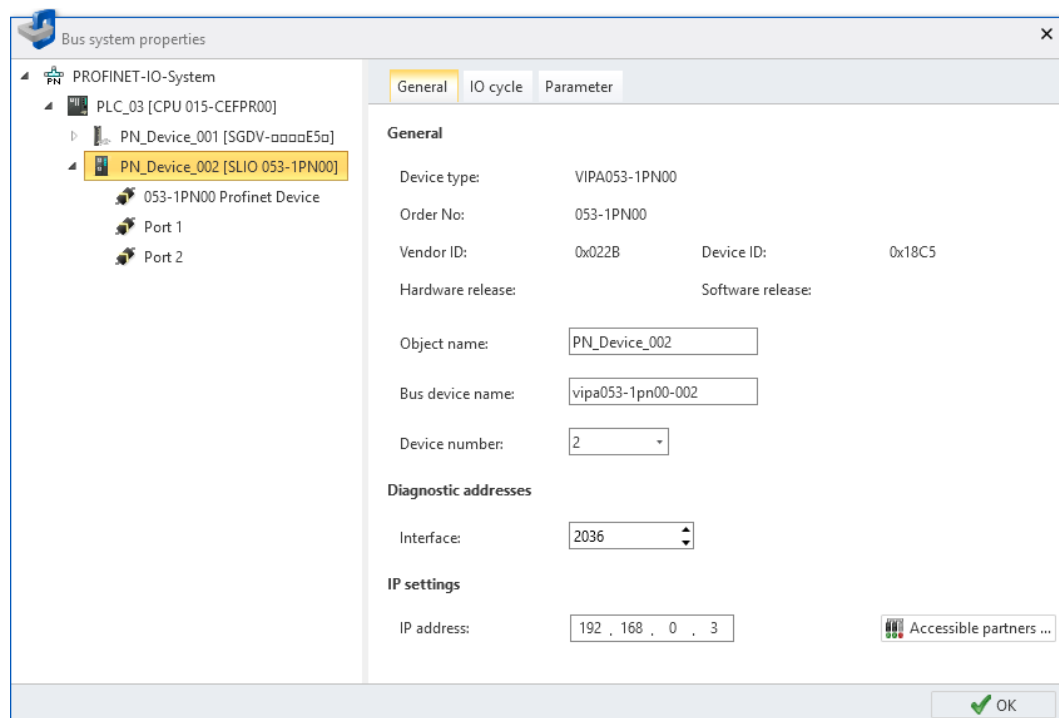 Bus system properties
PROFINET-IO-System
PLC_03 [CPU 015-CEFPR00]
PN_Device_001 [SGDV-□□□□E5□]
PN_Device_002 [SLIO 053-1PN00]
053-1PN00 Profinet Device
Port 1
Port 2
General IO cycle Parameter
General
Device type: VIPA053-1PN00
Order No: 053-1PN00
Vendor ID: 0x022B Device ID: 0x18C5
Hardware release: Software release:
Object name: PN_Device_002
Bus device name: vipa053-1pn00-002
Device number: 2
Diagnostic addresses
Interface: 2036
IP settings
IP address: 192 . 168 . 0 . 3 Accessible partners ...
OK